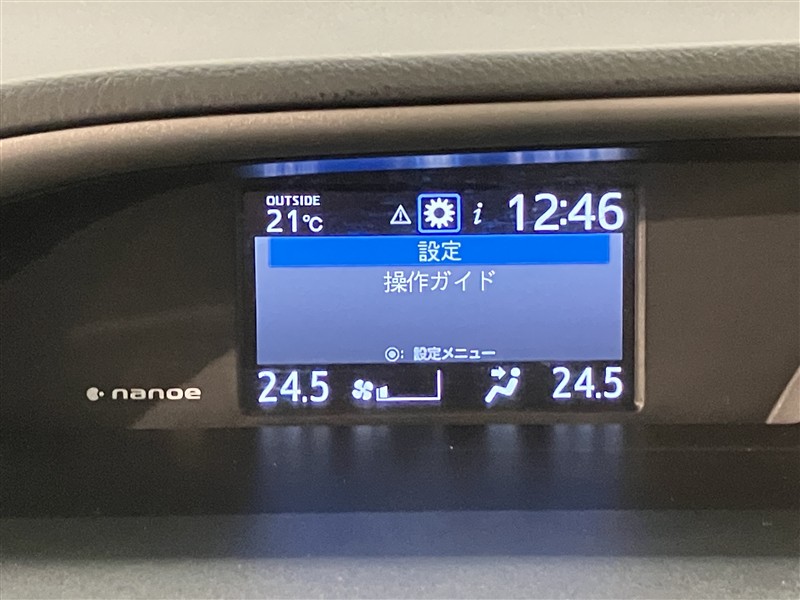 OUTSIDE
21℃
i
12:46
設定
操作ガイド
◎: 設定メニュー
24.5
24.5
nanoe